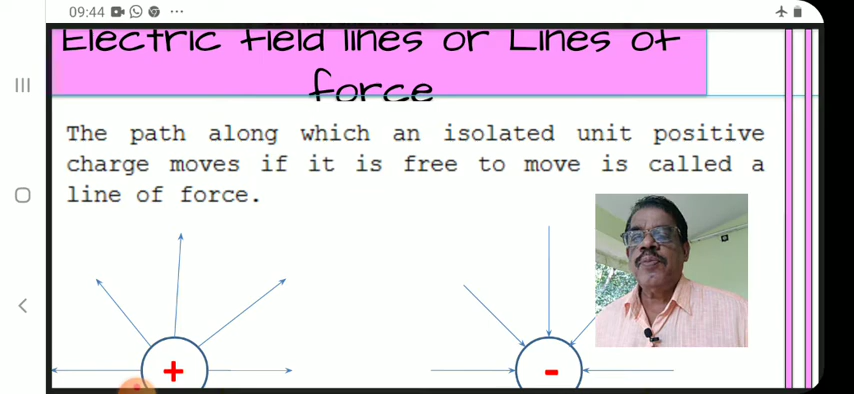 09:44
Electric field lines or Lines of
force
The path along which an isolated unit positive
charge moves if it is free to move is called a
line of force.
+
-